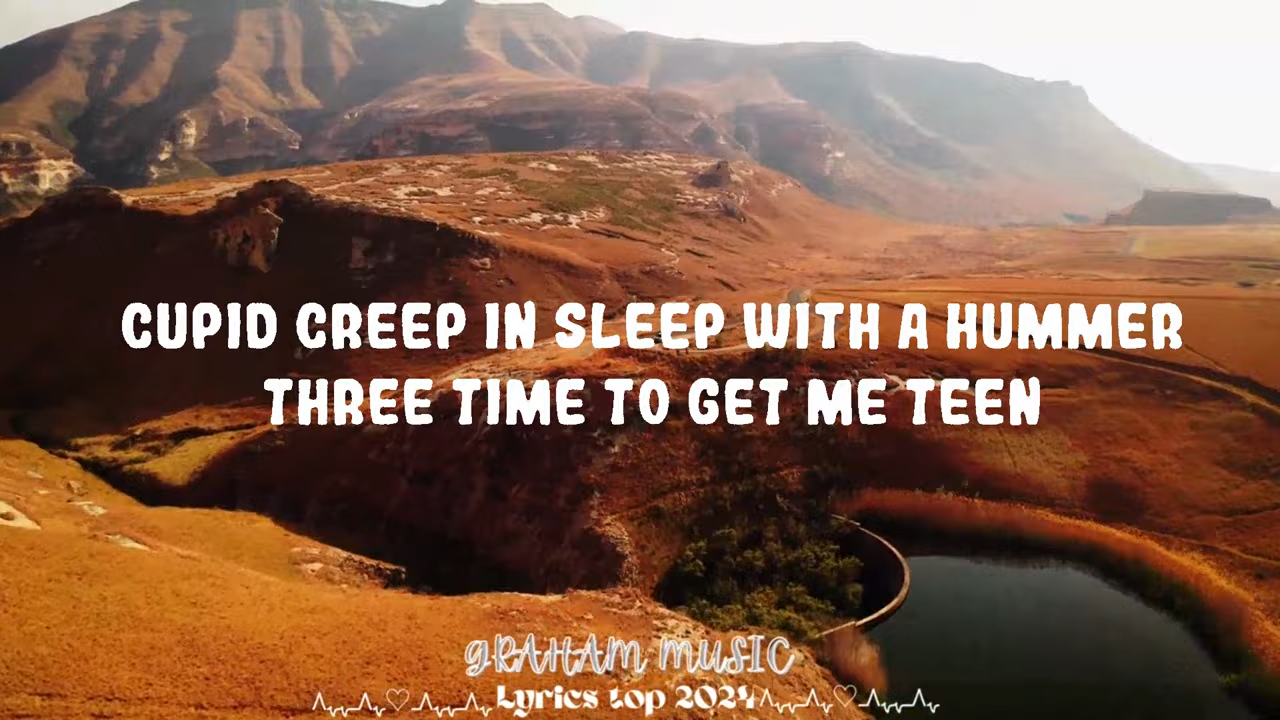 CUPID CREEP IN SLEEP WITH A HUMMER
THREE TIME TO GET ME TEEN
GRAHAM MUSIC
Lyrics top 2024